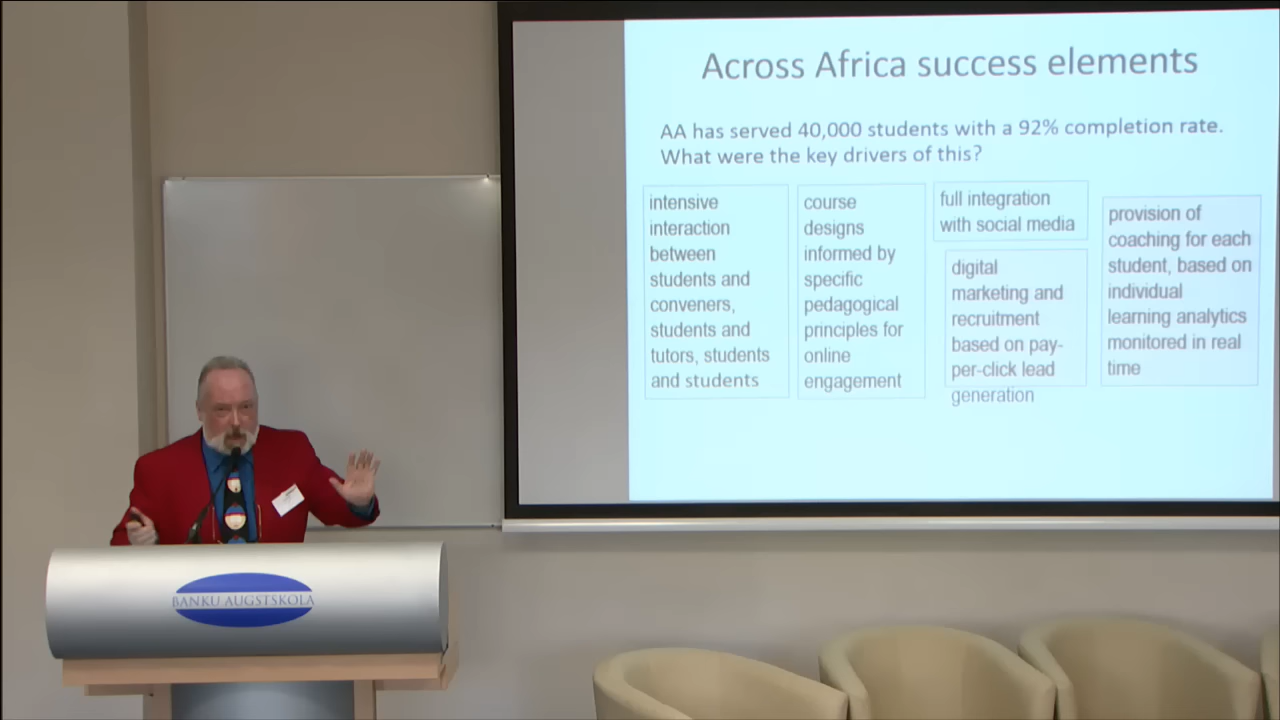 Across Africa success elements
AA has served 40,000 students with a 92% completion rate.
What were the key drivers of this?
intensive
interaction
between
students and
conveners,
students and
tutors, students
and students
course
designs
informed by
specific
pedagogical
principles for
online
engagement
full integration
with social media
digital
marketing and
recruitment
based on pay-
per-click lead
generation
provision of
coaching for each
student, based on
individual
learning analytics
monitored in real
time
BANKU AUGSTSKOLA